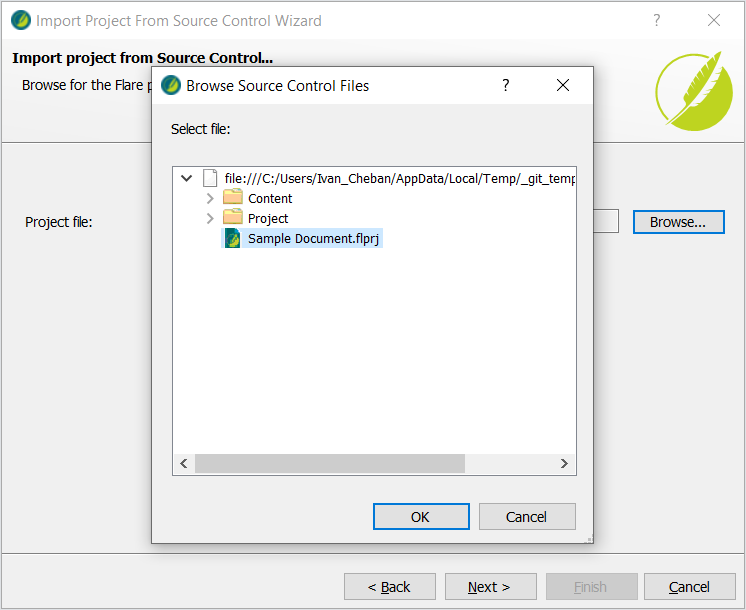 Import Project From Source Control Wizard
Import project from Source Control...
Browse for the Flare p
Browse Source Control Files
Select file:
file:///C:/Users/Ivan_Cheban/AppData/Local/Temp/_git_temp
Content
Project
Sample Document.flprj
Project file:
Browse...
OK
Cancel
< Back
Next >
Finish
Cancel